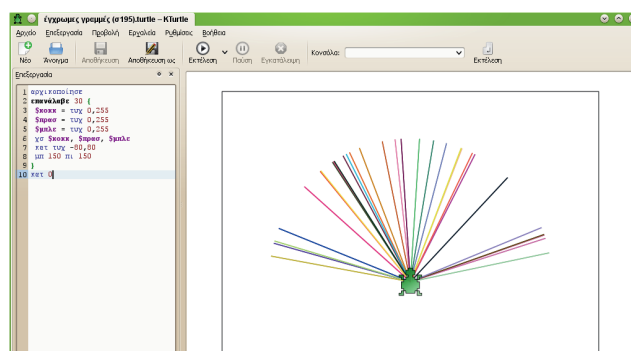 έγχρωμες γραμμές (σ195).turtle – KTurtle
Αρχείο Επεξεργασία Προβολή Εργαλεία Ρυθμίσεις Βοήθεια
Νέο Άνοιγμα Αποθήκευση Αποθήκευση ως Εκτέλεση Παύση Εγκατάλειψη Κονσόλα: Εκτέλεση
Επεξεργασία
1 αρχικοποίησε
2 επανάλαβε 30 {
3 $κοκκ = τυχ 0,255
4 $πρασ = τυχ 0,255
5 $μπλε = τυχ 0,255
6 χσ $κοκκ, $πρασ, $μπλε
7 κατ τυχ -80,80
8 μπ 150 πι 150
9 }
10 κατ 0